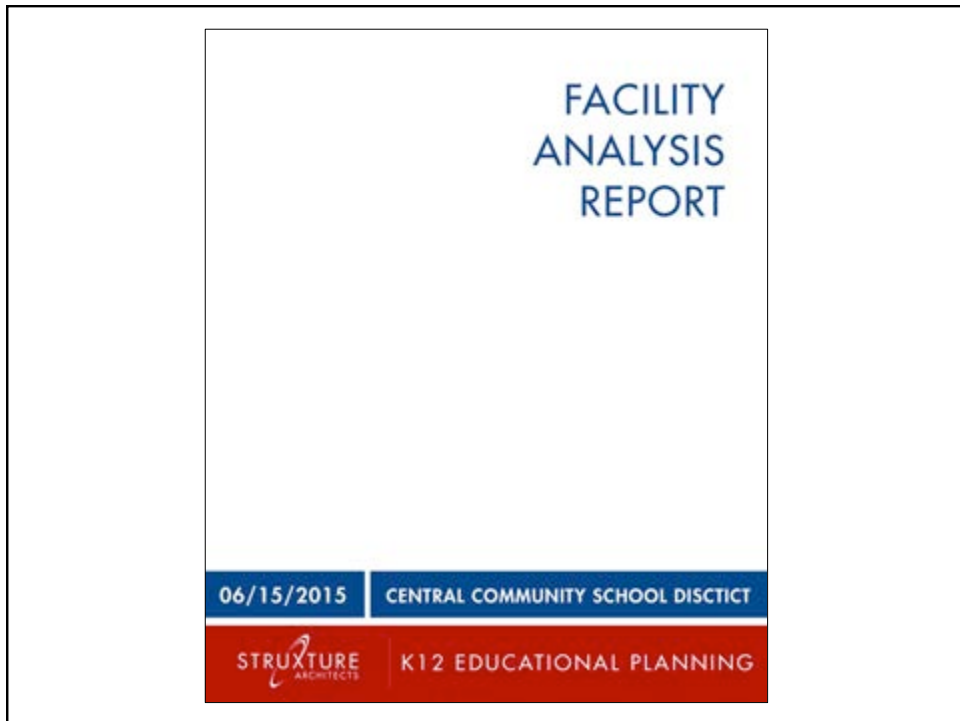 FACILITY
ANALYSIS
REPORT
06/15/2015
CENTRAL COMMUNITY SCHOOL DISCTICT
STRUXTURE
ARCHITECTS
K12 EDUCATIONAL PLANNING